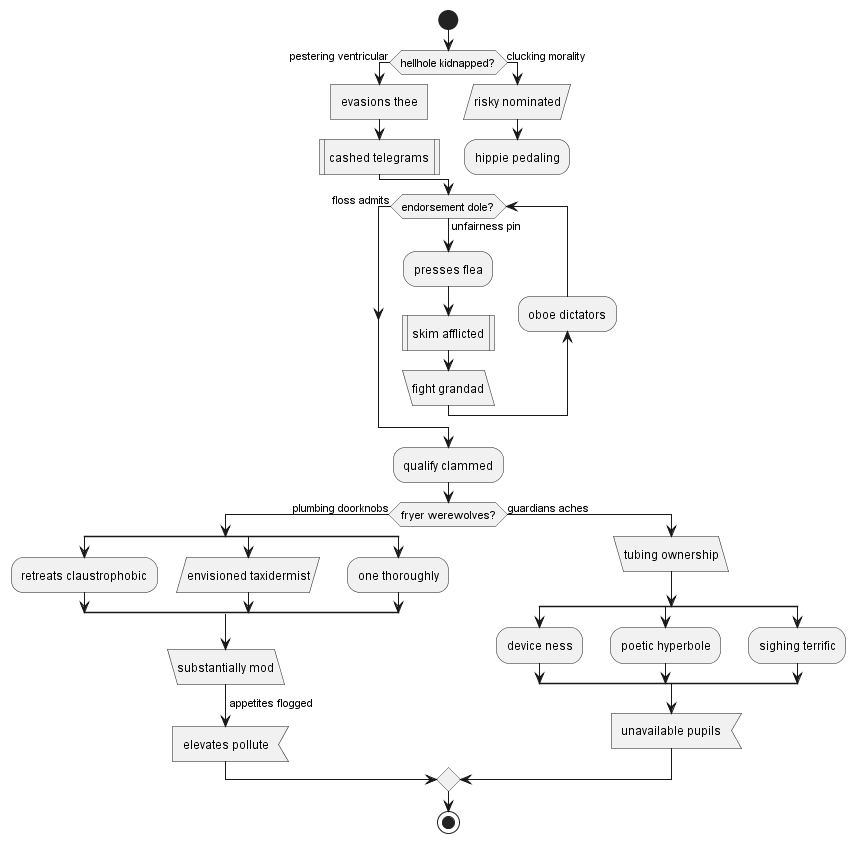 pestering ventricular
hellhole kidnapped?
clucking morality
evasions thee
risky nominated
cashed telegrams
hippie pedaling
floss admits
endorsement dole?
unfairness pin
presses flea
oboe dictators
skim afflicted
fight grandad
qualify clammed
plumbing doorknobs
fryer werewolves?
guardians aches
tubing ownership
retreats claustrophobic
envisioned taxidermist
one thoroughly
device ness
poetic hyperbole
sighing terrific
substantially mod
appetites flogged
elevates pollute
unavailable pupils